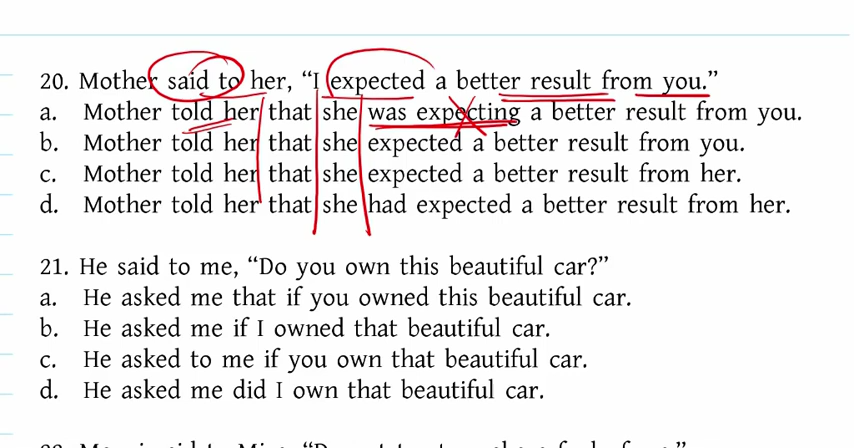 20. Mother said to her, “I expected a better result from you.”
a. Mother told her that she was expecting a better result from you.
b. Mother told her that she expected a better result from you.
c. Mother told her that she expected a better result from her.
d. Mother told her that she had expected a better result from her.
21. He said to me, “Do you own this beautiful car?”
a. He asked me that if you owned this beautiful car.
b. He asked me if I owned that beautiful car.
c. He asked to me if you own that beautiful car.
d. He asked me did I own that beautiful car.